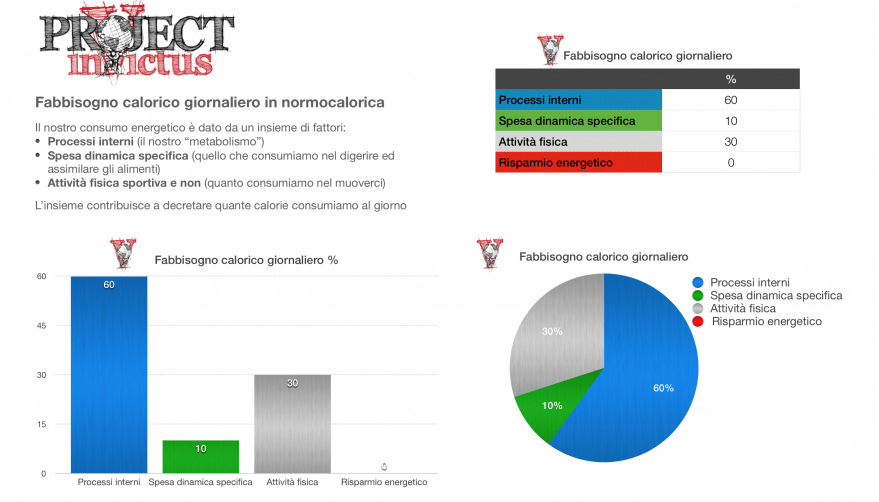 PROJECT
invictus
Fabbisogno calorico giornaliero in normocalorica
Il nostro consumo energetico è dato da un insieme di fattori:
• Processi interni (il nostro “metabolismo”)
• Spesa dinamica specifica (quello che consumiamo nel digerire ed
assimilare gli alimenti)
• Attività fisica sportiva e non (quanto consumiamo nel muoverci)
L’insieme contribuisce a decretare quante calorie consumiamo al giorno
Fabbisogno calorico giornaliero
%
Processi interni 60
Spesa dinamica specifica 10
Attività fisica 30
Risparmio energetico 0
Fabbisogno calorico giornaliero %
60
45
30
15
0
60
10
30
0
Processi interni
Spesa dinamica specifica
Attività fisica
Risparmio energetico
Fabbisogno calorico giornaliero
Processi interni
Spesa dinamica specifica
Attività fisica
Risparmio energetico
30%
60%
10%